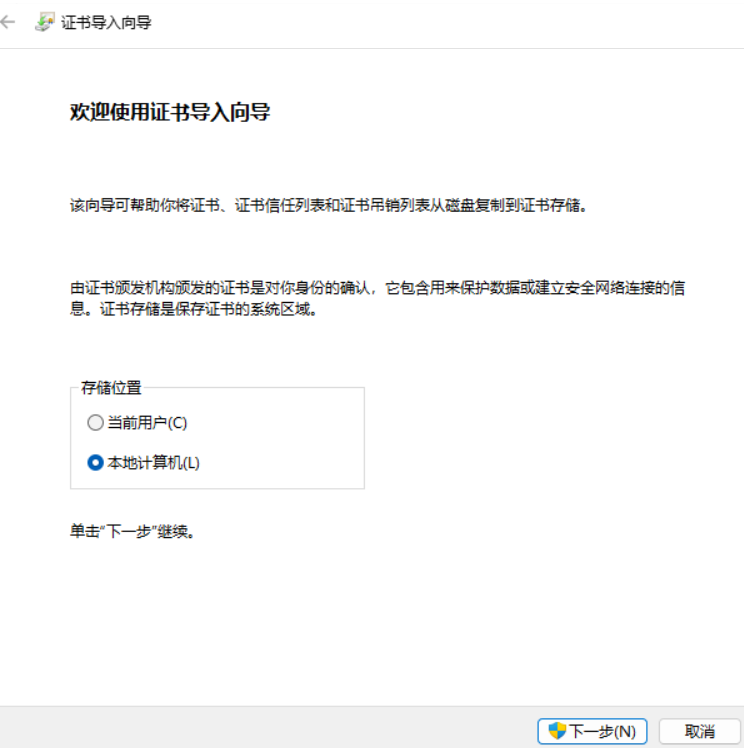 证书导入向导
欢迎使用证书导入向导
该向导可帮助你将证书、证书信任列表和证书吊销列表从磁盘复制到证书存储。
由证书颁发机构颁发的证书是对你身份的确认，它包含用来保护数据或建立安全网络连接的信
息。证书存储是保存证书的系统区域。
存储位置
当前用户(C)
本地计算机(L)
单击“下一步”继续。
下一步(N)
取消